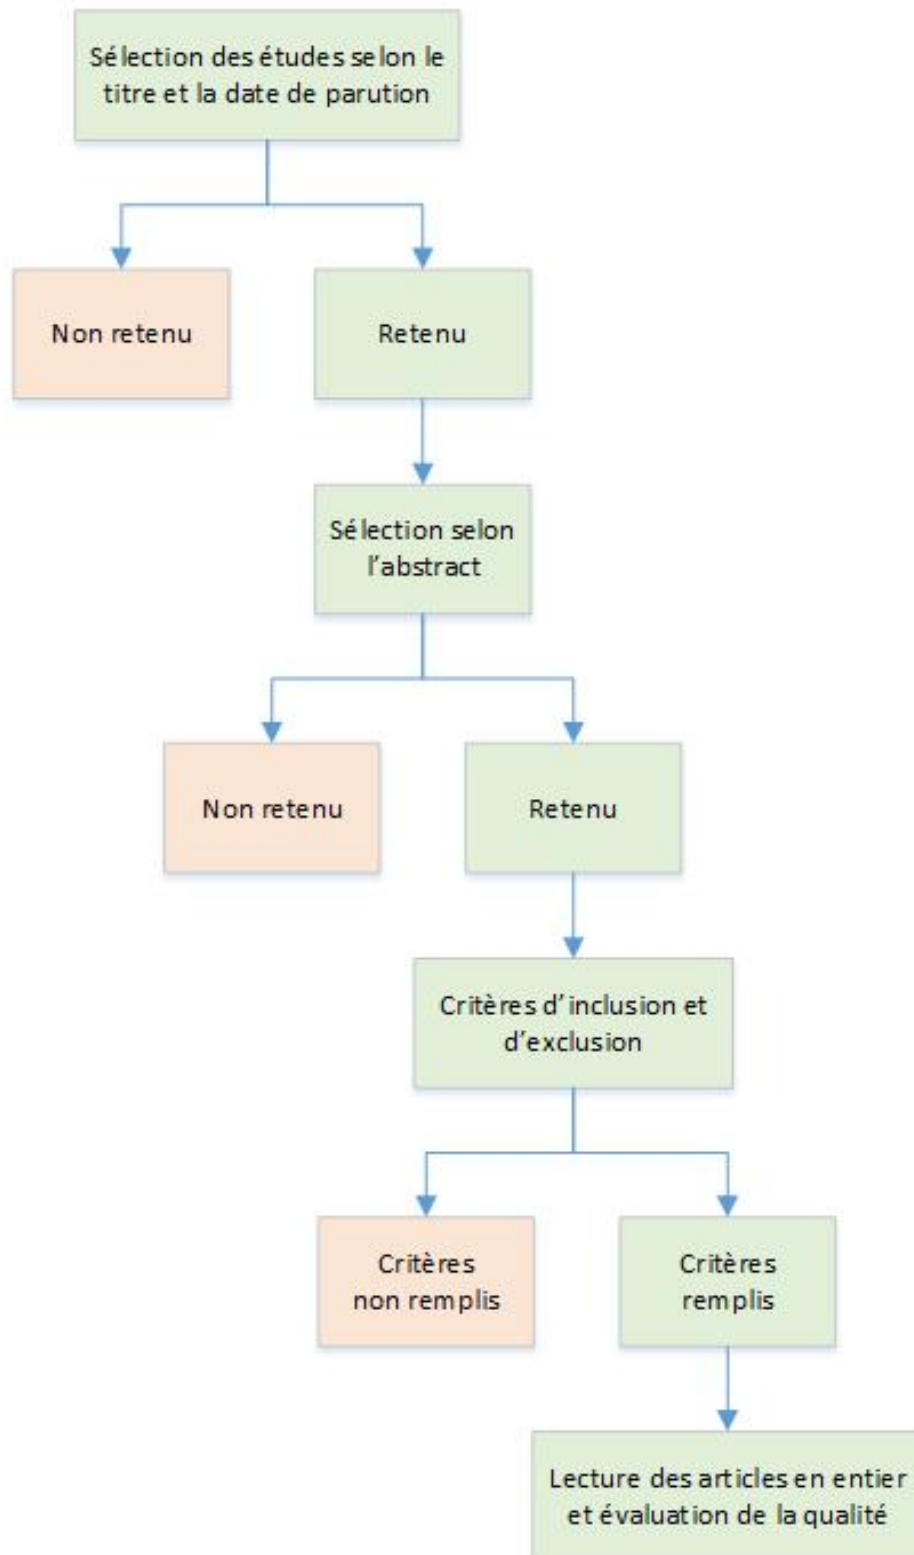 Sélection des études selon le
titre et la date de parution
Non retenu
Retenu
Sélection selon
l'abstract
Non retenu
Retenu
Critères d'inclusion et
d'exclusion
Critères
non remplis
Critères
remplis
Lecture des articles en entier
et évaluation de la qualité